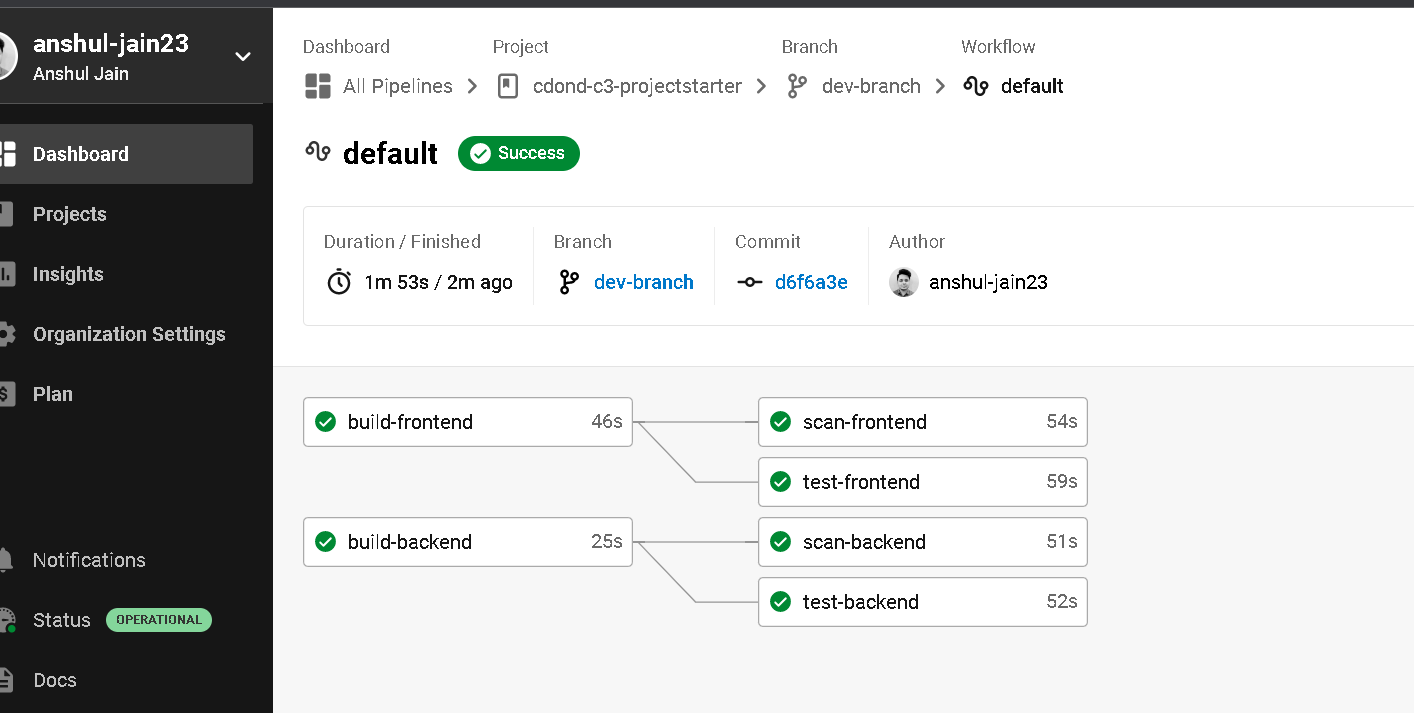 anshul-jain23
Anshul Jain
Dashboard
Projects
Insights
Organization Settings
Plan
Notifications
Status OPERATIONAL
Docs
Dashboard Project Branch Workflow
All Pipelines cdond-c3-projectstarter dev-branch default
default Success
Duration / Finished Branch Commit Author
1m 53s / 2m ago dev-branch d6f6a3e anshul-jain23
build-frontend 46s scan-frontend 54s
test-frontend 59s
build-backend 25s scan-backend 51s
test-backend 52s